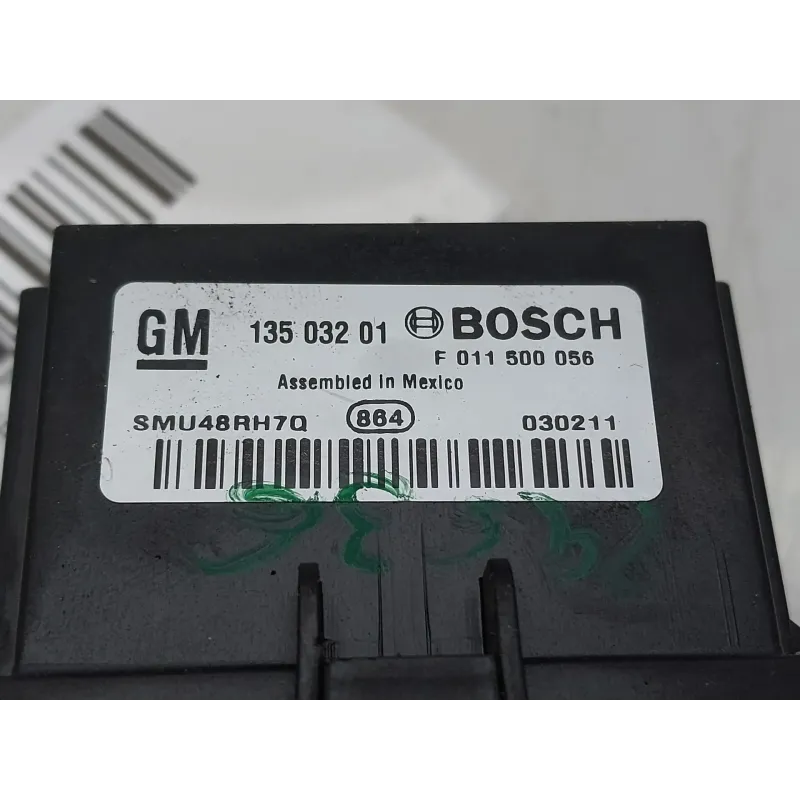 GM 135 032 01 BOSCH
F 011 500 056
Assembled in Mexico
SMU48RH7Q 864 030211